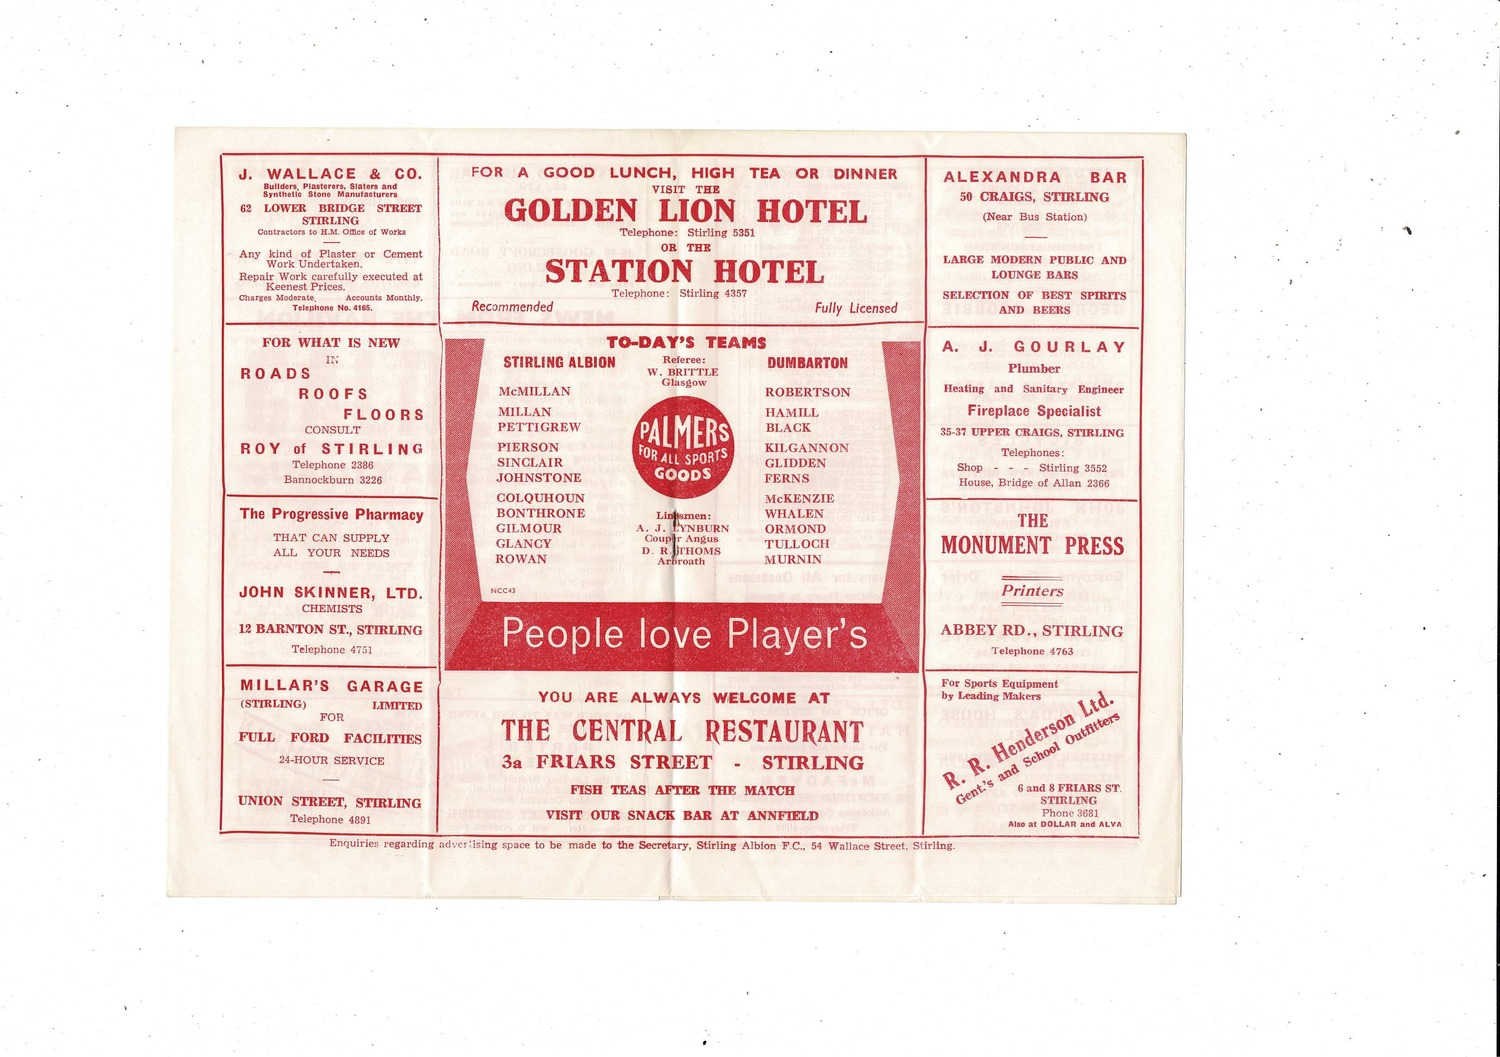 J. WALLACE & CO.
Builders, Plasterers, Slaters and
Synthetic Stone Manufacturers
62 LOWER BRIDGE STREET
STIRLING
Contractors to H.M. Office of Works
Any kind of Plaster or Cement
Work Undertaken.
Repair Work carefully executed at
Keenest Prices.
Charges Moderate. Accounts Monthly.
Telephone No. 4165.
FOR WHAT IS NEW
IN
ROADS
ROOFS
FLOORS
CONSULT
ROY of STIRLING
Telephone 2386
Bannockburn 3226
The Progressive Pharmacy
THAT CAN SUPPLY
ALL YOUR NEEDS
JOHN SKINNER, LTD.
CHEMISTS
12 BARNTON ST., STIRLING
Telephone 4751
MILLAR'S GARAGE
(STIRLING) LIMITED
FOR
FULL FORD FACILITIES
24-HOUR SERVICE
UNION STREET, STIRLING
Telephone 4891
FOR A GOOD LUNCH, HIGH TEA OR DINNER
VISIT THE
GOLDEN LION HOTEL
Telephone: Stirling 5351
OR THE
STATION HOTEL
Telephone: Stirling 4357
Recommended Fully Licensed
TO-DAY'S TEAMS
STIRLING ALBION
McMILLAN
MILLAN
PETTIGREW
PIERSON
SINCLAIR
JOHNSTONE
COLQUHOUN
BONTHRONE
GILMOUR
GLANCY
ROWAN
NCC43
Referee:
W. BRITTLE
Glasgow
PALMERS
FOR ALL SPORTS
GOODS
Linesmen:
A. J. LYNBURN
Coupar Angus
D. R. THOMS
Arbroath
DUMBARTON
ROBERTSON
HAMILL
BLACK
KILGANNON
GLIDDEN
FERNS
McKENZIE
WHALEN
ORMOND
TULLOCH
MURNIN
People love Player's
YOU ARE ALWAYS WELCOME AT
THE CENTRAL RESTAURANT
3a FRIARS STREET - STIRLING
FISH TEAS AFTER THE MATCH
VISIT OUR SNACK BAR AT ANNFIELD
ALEXANDRA BAR
50 CRAIGS, STIRLING
(Near Bus Station)
LARGE MODERN PUBLIC AND
LOUNGE BARS
SELECTION OF BEST SPIRITS
AND BEERS
A. J. GOURLAY
Plumber
Heating and Sanitary Engineer
Fireplace Specialist
35-37 UPPER CRAIGS, STIRLING
Telephones:
Shop - - - Stirling 3552
House, Bridge of Allan 2366
THE
MONUMENT PRESS
Printers
ABBEY RD., STIRLING
Telephone 4763
For Sports Equipment
by Leading Makers
R. R. Henderson Ltd.
Gent.'s and School Outfitters
6 and 8 FRIARS ST.
STIRLING
Phone 3681
Also at DOLLAR and ALVA
Enquiries regarding advertising space to be made to the Secretary, Stirling Albion F.C., 54 Wallace Street, Stirling.